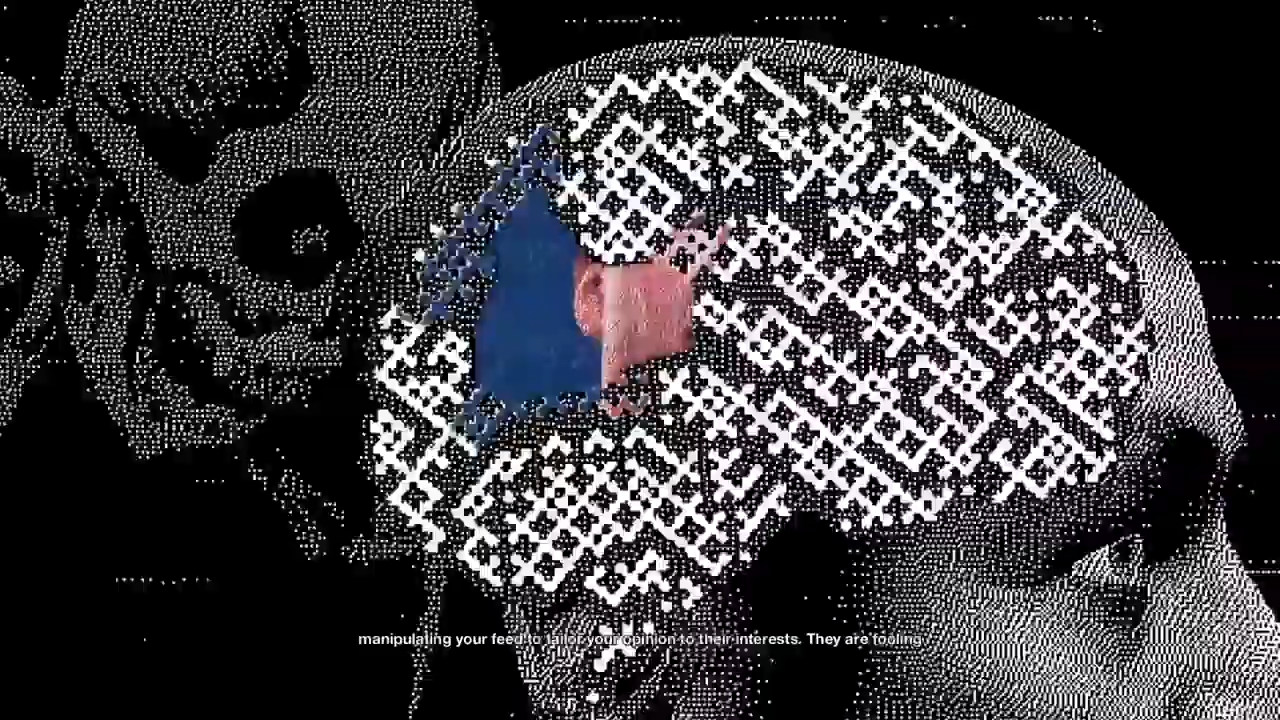 manipulating your feed to tailor your opinion to their interests. They are fooling